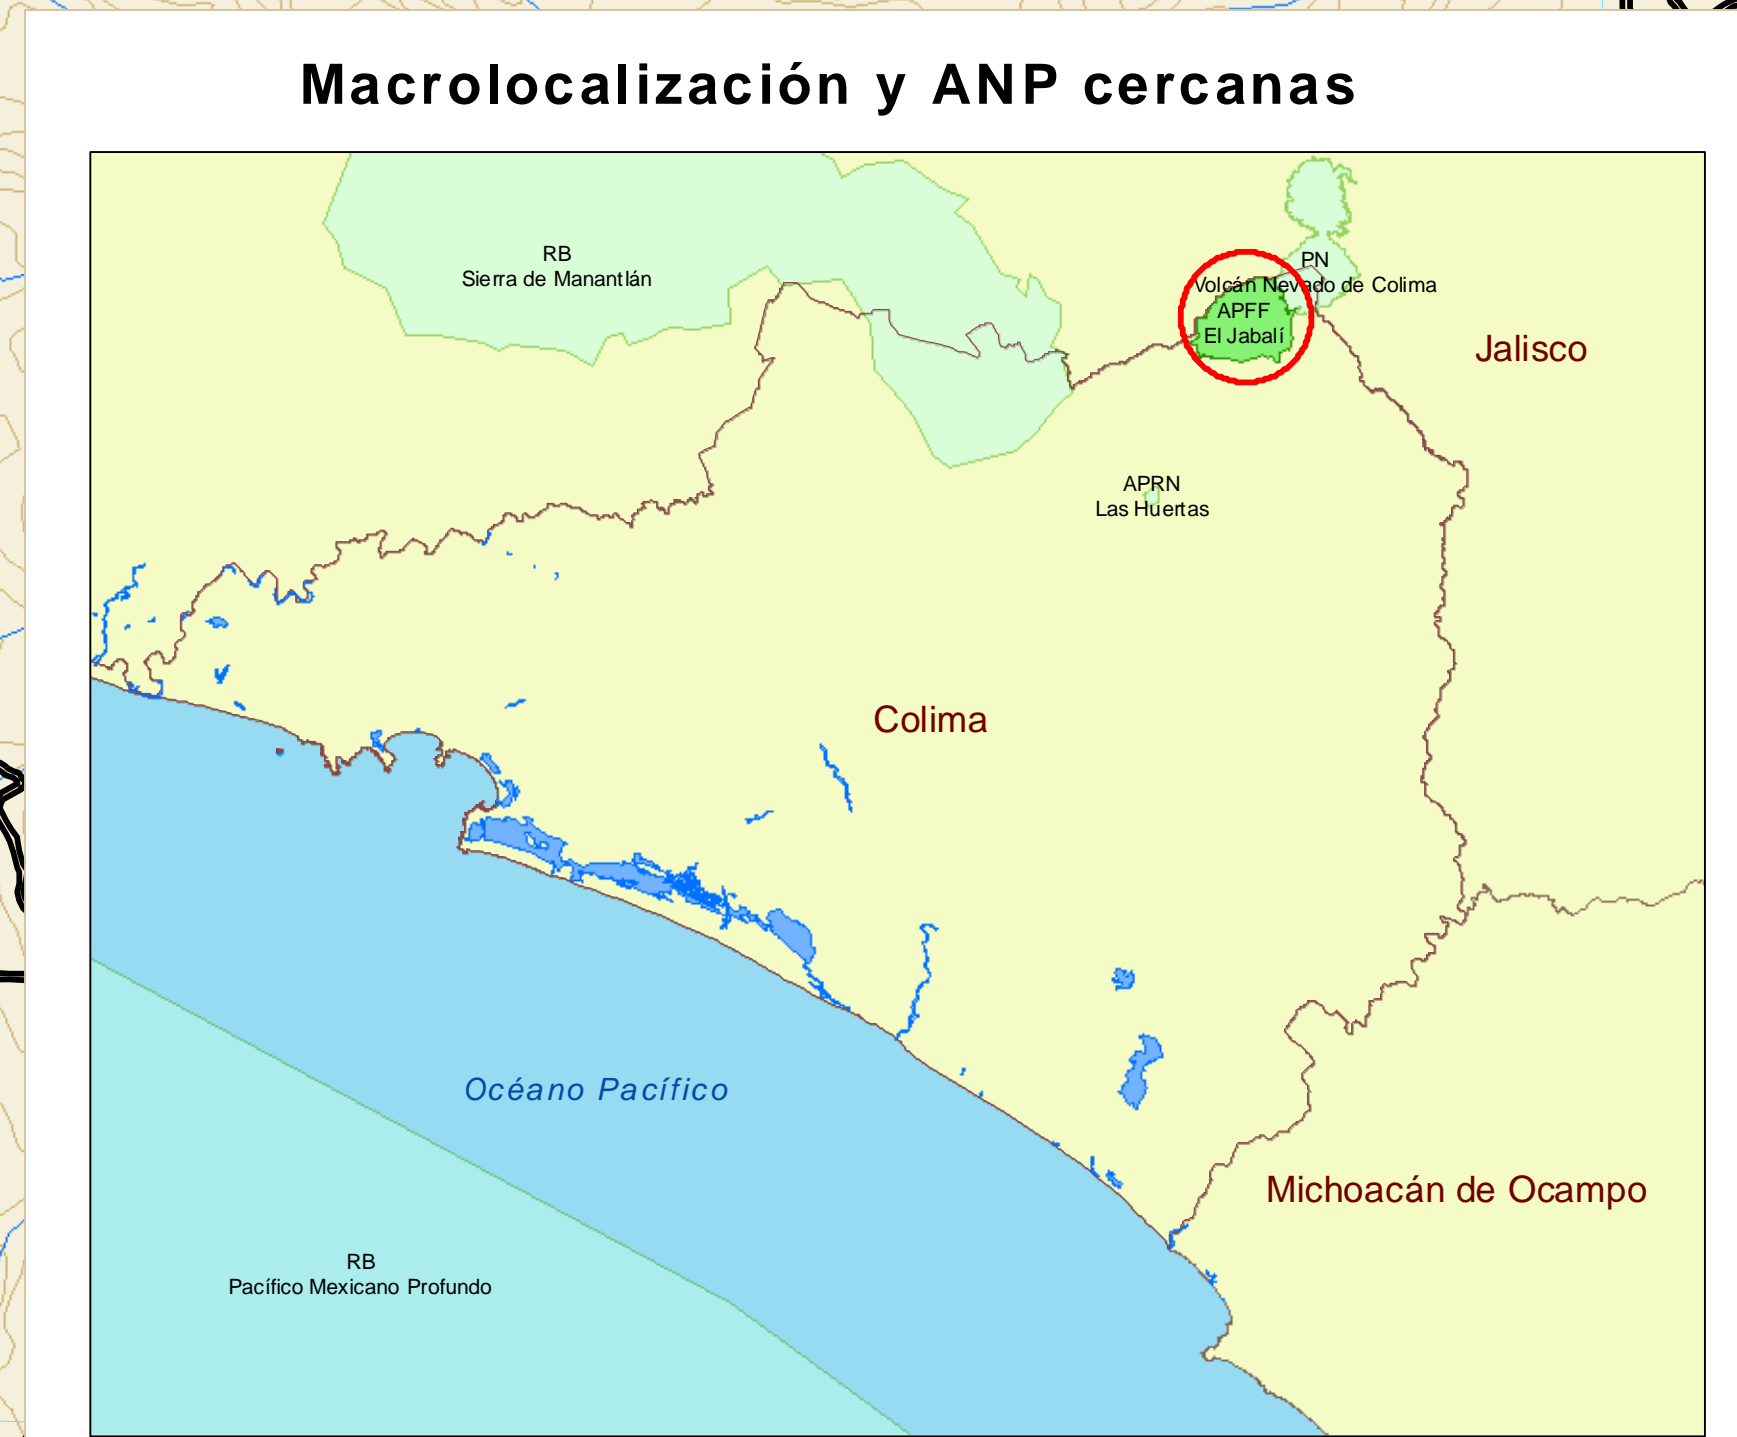 Macrolocalización y ANP cercanas
RB
Sierra de Manantlán
PN
Volcán Nevado de Colima
APFF
El Jabalí
Jalisco
APRN
Las Huertas
Colima
Océano Pacífico
Michoacán de Ocampo
RB
Pacífico Mexicano Profundo